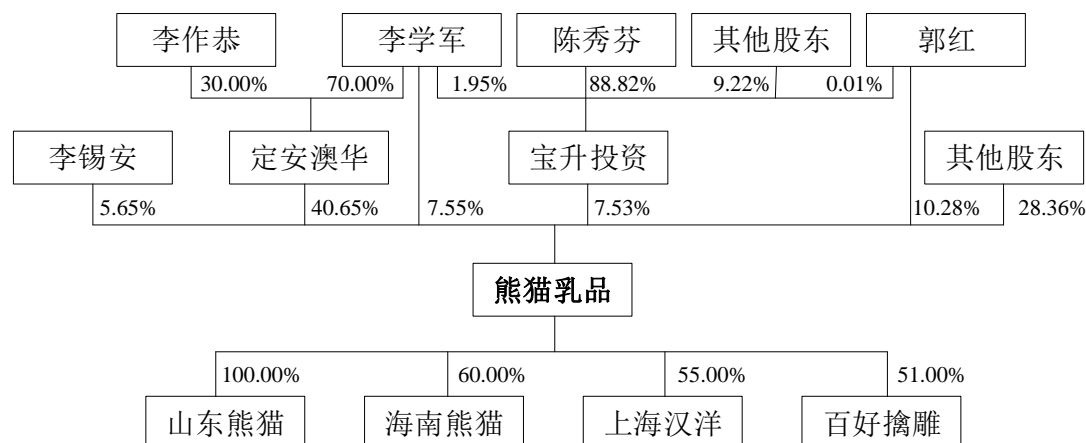 李作恭 李学军 陈秀芬 其他股东 郭红
30.00% 70.00% 1.95% 88.82% 9.22% 0.01%
李锡安 定安澳华 宝升投资 其他股东
5.65% 40.65% 7.55% 7.53% 10.28% 28.36%
熊猫乳品
100.00% 60.00% 55.00% 51.00%
山东熊猫 海南熊猫 上海汉洋 百好擒雕